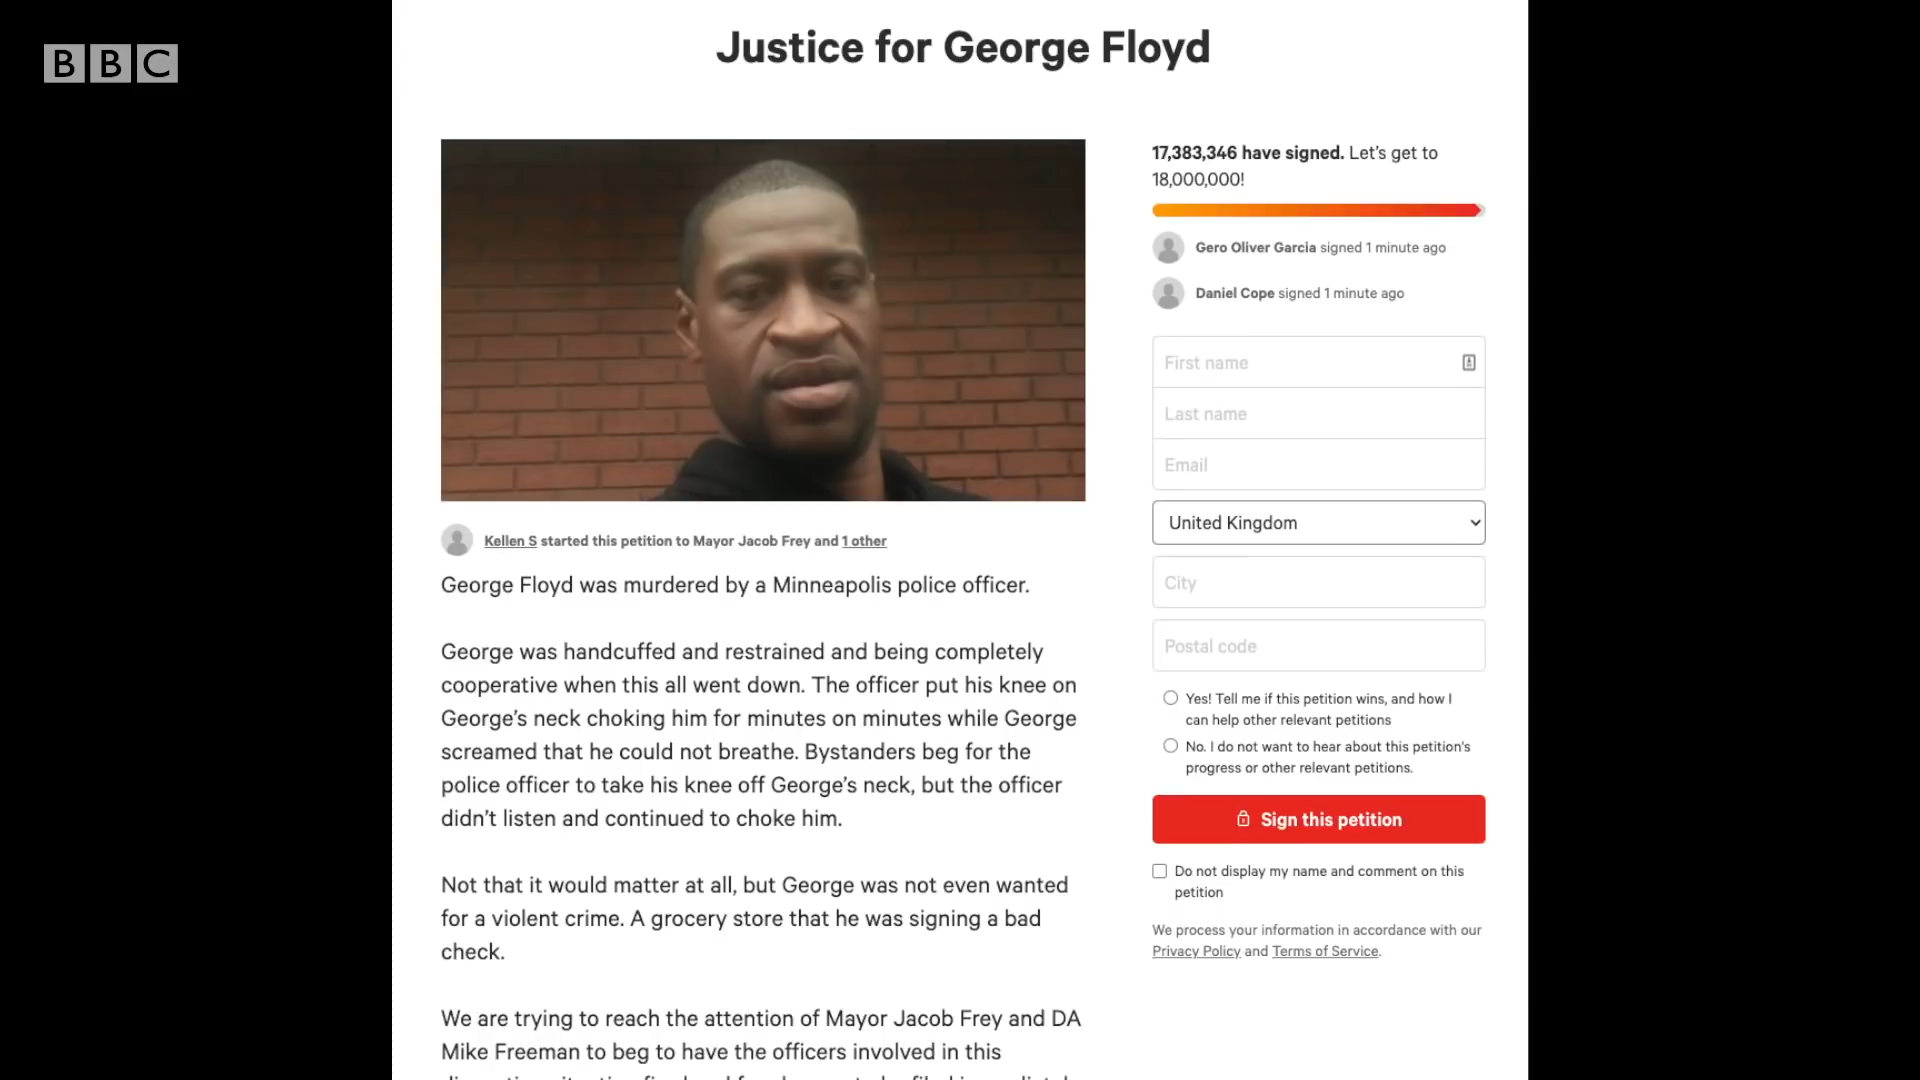 BBC
Justice for George Floyd
17,383,346 have signed. Let's get to
18,000,000!
Gero Oliver Garcia signed 1 minute ago
Daniel Cope signed 1 minute ago
First name
Last name
Email
United Kingdom
City
Postal code
Yes! Tell me if this petition wins, and how I
can help other relevant petitions
No. I do not want to hear about this petition's
progress or other relevant petitions.
Sign this petition
Do not display my name and comment on this
petition
We process your information in accordance with our
Privacy Policy and Terms of Service.
Kellen S started this petition to Mayor Jacob Frey and 1 other
George Floyd was murdered by a Minneapolis police officer.
George was handcuffed and restrained and being completely
cooperative when this all went down. The officer put his knee on
George's neck choking him for minutes on minutes while George
screamed that he could not breathe. Bystanders beg for the
police officer to take his knee off George's neck, but the officer
didn't listen and continued to choke him.
Not that it would matter at all, but George was not even wanted
for a violent crime. A grocery store that he was signing a bad
check.
We are trying to reach the attention of Mayor Jacob Frey and DA
Mike Freeman to beg to have the officers involved in this